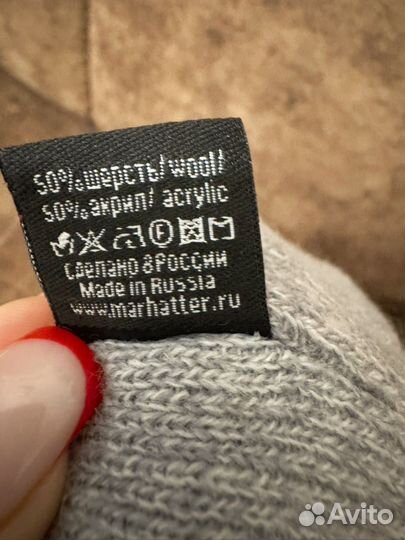 50%шерсть/wool/
50%акрил/ acrylic
СДЕЛАНО ВРОССИИ
Made in Russia
www.marhatter.ru
Avito